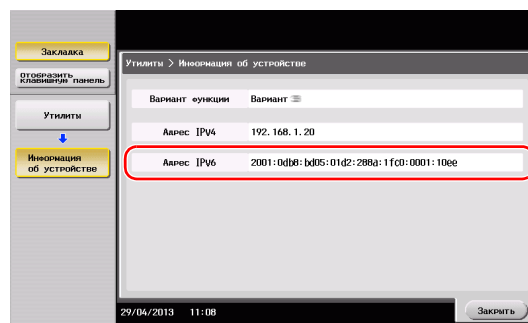 Закладка
Отобразить
клавишную панель
Утилиты
Информация
об устройстве
Утилиты > Информация об устройстве
Вариант функции Вариант
Адрес IPV4 192.168.1.20
Адрес IPV6 2001:0db8:bd05:01d2:288a:1fc0:0001:10ee
29/04/2013 11:08
Закрыть